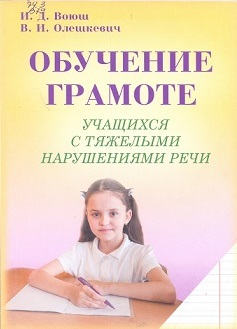 И. Д. Воюш
В. И. Олешкевич
ОБУЧЕНИЕ
ГРАМОТЕ
УЧАЩИХСЯ
С ТЯЖЕЛЫМИ
НАРУШЕНИЯМИ РЕЧИ